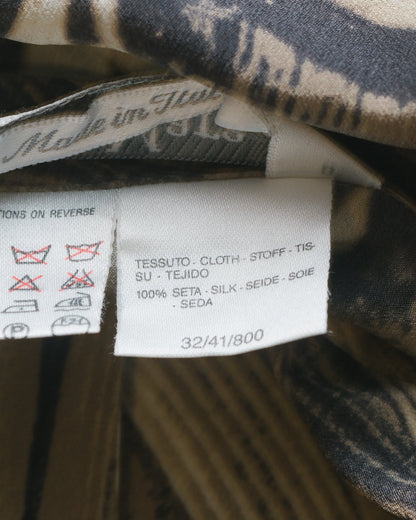 Made in Italy
TIONS ON REVERSE
TESSUTO - CLOTH - STOFF - TIS-
SU - TEJIDO
100% SETA - SILK - SEIDE - SOIE
- SEDA
32/41/800
P